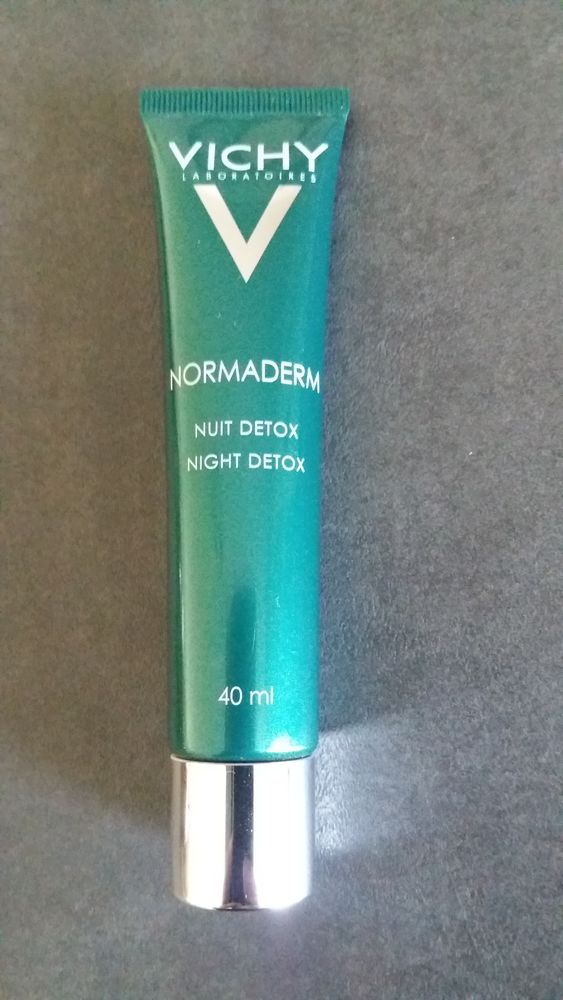 VICHY
LABORATOIRES
V
NORMADERM
NUIT DETOX
NIGHT DETOX
40 ml